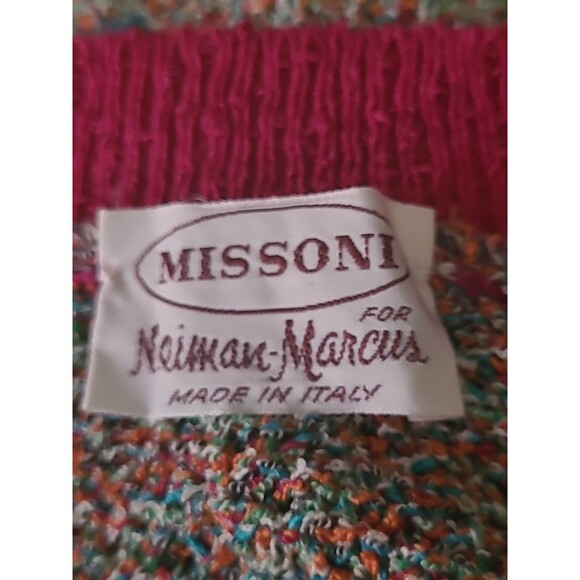 MISSONI
FOR
Neiman-Marcus
MADE IN ITALY